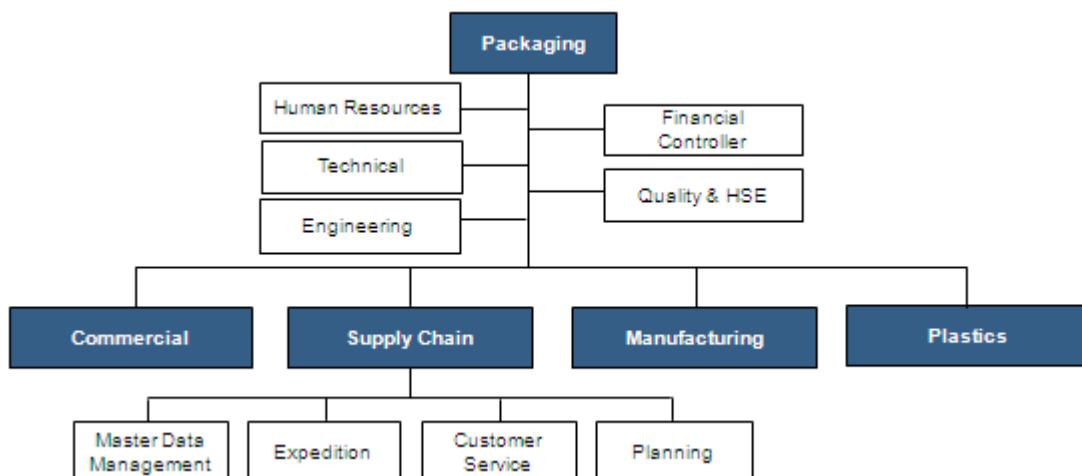 Packaging
Human Resources
Financial
Controller
Technical
Quality & HSE
Engineering
Commercial
Supply Chain
Manufacturing
Plastics
Master Data
Management
Expedition
Customer
Service
Planning